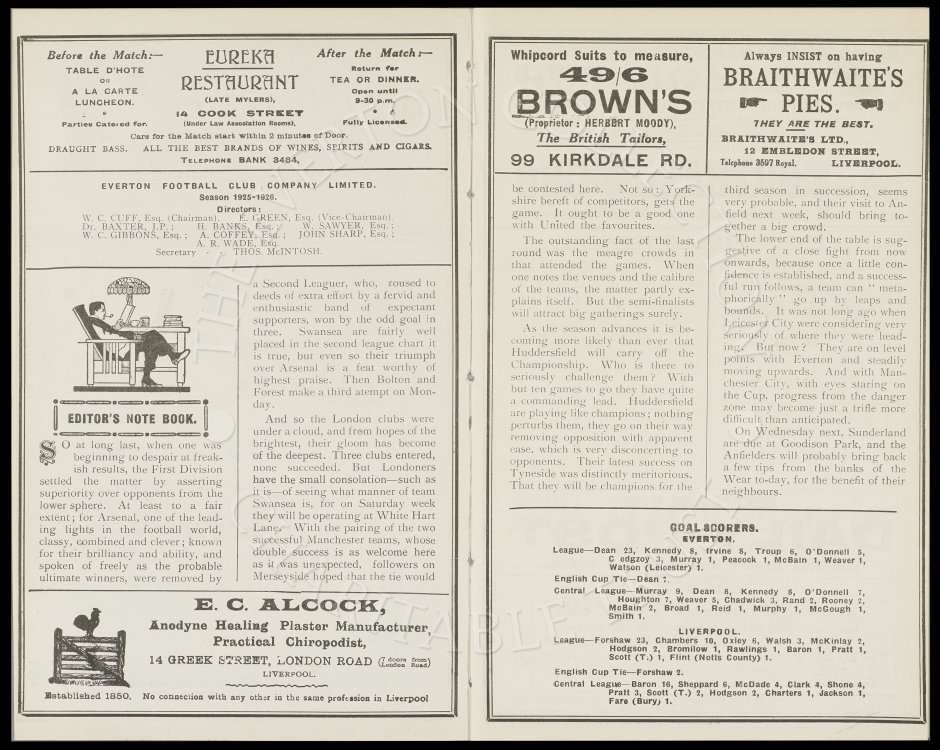 Before the Match:—
TABLE D'HOTE
OR
A LA CARTE
LUNCHEON.
Parties Catered for.
EUREKA
RESTAURANT
(LATE MYLERS),
14 COOK STREET
(Under Law Association Rooms).
After the Match:—
Return for
TEA OR DINNER.
Open until
9-30 p.m.
Fully Licensed.
Cars for the Match start within 2 minutes of Door.
DRAUGHT BASS. ALL THE BEST BRANDS OF WINES, SPIRITS AND CIGARS.
TELEPHONE BANK 3484.
EVERTON FOOTBALL CLUB COMPANY LIMITED.
Season 1925-1926.
Directors:
W. C. CUFF, Esq. (Chairman). E. GREEN, Esq. (Vice-Chairman).
Dr. BAXTER, J.P.; H. BANKS, Esq.; W. SAWYER, Esq.;
W. C. GIBBONS, Esq.; A. COFFEY, Esq.; JOHN SHARP, Esq.;
A. R. WADE, Esq.
Secretary - THOS. McINTOSH.
EDITOR'S NOTE BOOK.
SO at long last, when one was
beginning to despair at freak-
ish results, the First Division
settled the matter by asserting
superiority over opponents from the
lower sphere. At least to a fair
extent; for Arsenal, one of the lead-
ing lights in the football world,
classy, combined and clever; known
for their brilliancy and ability, and
spoken of freely as the probable
ultimate winners, were removed by
a Second Leaguer, who, roused to
deeds of extra effort by a fervid and
enthusiastic band of expectant
supporters, won by the odd goal in
three. Swansea are fairly well
placed in the second league chart it
is true, but even so their triumph
over Arsenal is a feat worthy of
highest praise. Then Bolton and
Forest make a third atempt on Mon-
day.
And so the London clubs were
under a cloud, and from hopes of the
brightest, their gloom has become
of the deepest. Three clubs entered,
none succeeded. But Londoners
have the small consolation—such as
it is—of seeing what manner of team
Swansea is, for on Saturday week
they will be operating at White Hart
Lane. With the pairing of the two
successful Manchester teams, whose
double success is as welcome here
as it was unexpected, followers on
Merseyside hoped that the tie would
E. C. ALCOCK,
Anodyne Healing Plaster Manufacturer,
Practical Chiropodist,
14 GREEK STREET, LONDON ROAD (7 doors from London Road)
LIVERPOOL.
Established 1850. No connection with any other in the same profession in Liverpool
Whipcord Suits to measure,
49/6
BROWN'S
(Proprietor: HERBERT MOODY),
The British Tailors,
99 KIRKDALE RD.
Always INSIST on having
BRAITHWAITE'S
PIES.
THEY ARE THE BEST.
BRAITHWAITE'S LTD.,
12 EMBLEDON STREET,
Telephone 3597 Royal. LIVERPOOL.
be contested here. Not so: York-
shire bereft of competitors, gets the
game. It ought to be a good one
with United the favourites.
The outstanding fact of the last
round was the meagre crowds in
that attended the games. When
one notes the venues and the calibre
of the teams, the matter partly ex-
plains itself. But the semi-finalists
will attract big gatherings surely.
As the season advances it is be-
coming more likely than ever that
Huddersfield will carry off the
Championship. Who is there to
seriously challenge them? With
but ten games to go they have quite
a commanding lead. Huddersfield
are playing like champions; nothing
perturbs them, they go on their way
removing opposition with apparent
ease, which is very disconcerting to
opponents. Their latest success on
Tyneside was distinctly meritorious.
That they will be champions for the
third season in succession, seems
very probable, and their visit to An-
field next week, should bring to-
gether a big crowd.
The lower end of the table is sug-
gestive of a close fight from now
onwards, because once a little con-
fidence is established, and a success-
ful run follows, a team can " meta-
phorically " go up by leaps and
bounds. It was not long ago when
Leicester City were considering very
seriously of where they were head-
ing. But now? They are on level
points with Everton and steadily
moving upwards. And with Man-
chester City, with eyes staring on
the Cup, progress from the danger
zone may become just a trifle more
difficult than anticipated.
On Wednesday next, Sunderland
are due at Goodison Park, and the
Anfielders will probably bring back
a few tips from the banks of the
Wear to-day, for the benefit of their
neighbours.
GOAL SCORERS.
EVERTON.
League—Dean 23, Kennedy 8, Irvine 8, Troup 6, O'Donnell 5,
C edgzoy 3, Murray 1, Peacock 1, McBain 1, Weaver 1,
Watson (Leicester) 1.
English Cup Tie—Dean 1.
Central League—Murray 9, Dean 8, Kennedy 8, O'Donnell 7,
Houghton 7, Weaver 5, Chadwick 3, Rand 2, Rooney 2,
McBain 2, Broad 1, Reid 1, Murphy 1, McGough 1,
Smith 1.
LIVERPOOL.
League—Forshaw 23, Chambers 10, Oxley 6, Walsh 3, McKinlay 2,
Hodgson 2, Bromilow 1, Rawlings 1, Baron 1, Pratt 1,
Scott (T.) 1, Flint (Notts County) 1.
English Cup Tie—Forshaw 2.
Central League—Baron 16, Sheppard 6, McDade 4, Clark 4, Shone 4,
Pratt 3, Scott (T.) 2, Hodgson 2, Charters 1, Jackson 1,
Fare (Bury) 1.